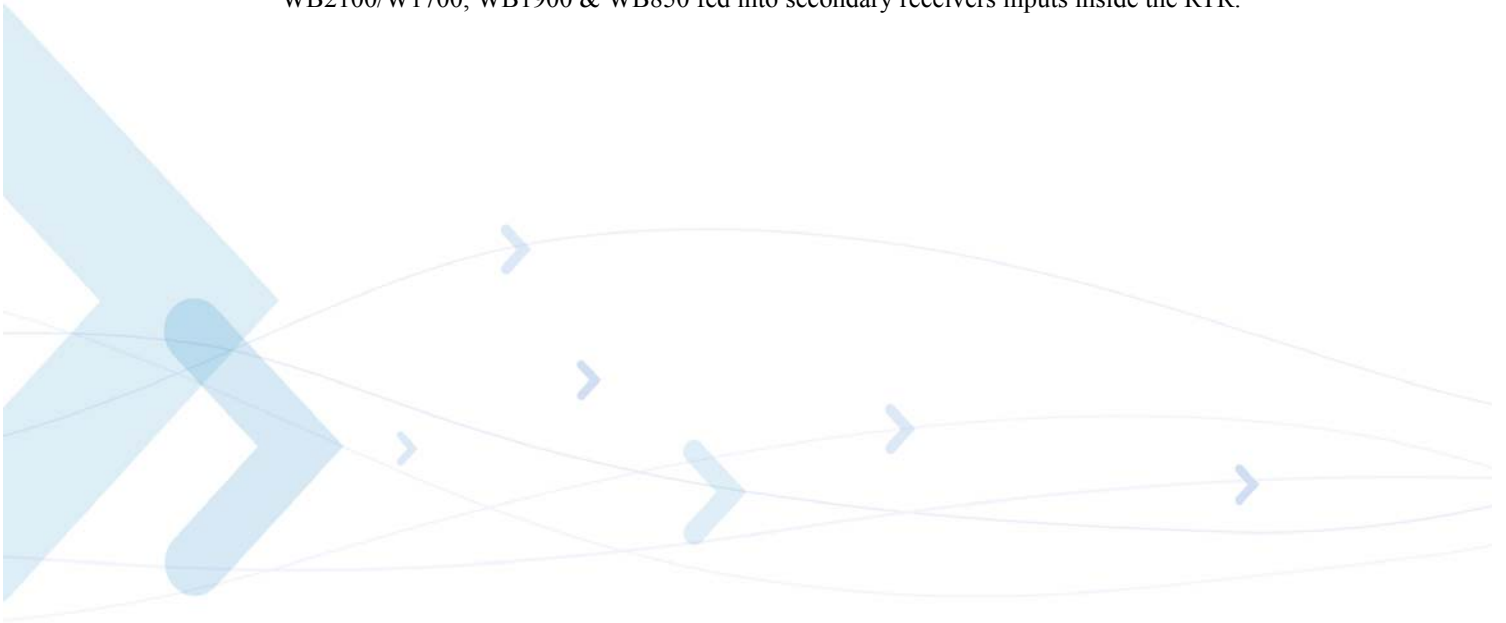 WB2100/W1700, WB1900 & WB850 fed into secondary receivers inputs inside the RTR.